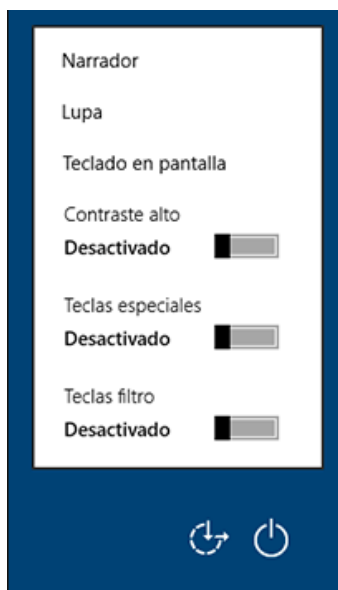 Narrador
Lupa
Teclado en pantalla
Contraste alto
Desactivado
Teclas especiales
Desactivado
Teclas filtro
Desactivado